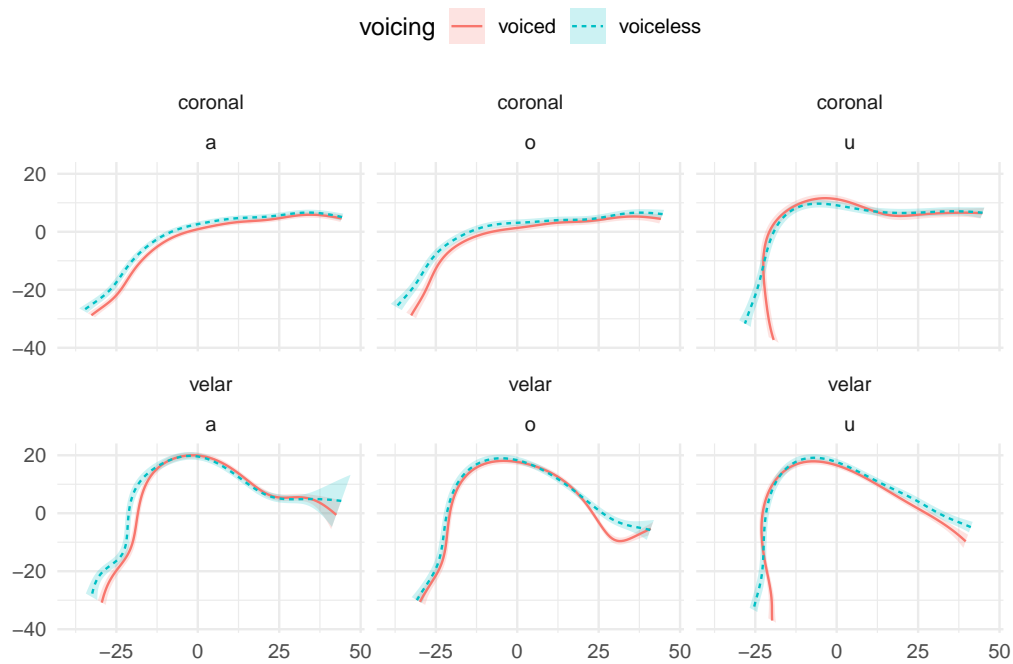 voicing voiced voiceless
coronal coronal coronal
a o u
20
0
−20
−40
velar velar velar
a o u
20
0
−20
−40
−25 0 25 50 −25 0 25 50 −25 0 25 50